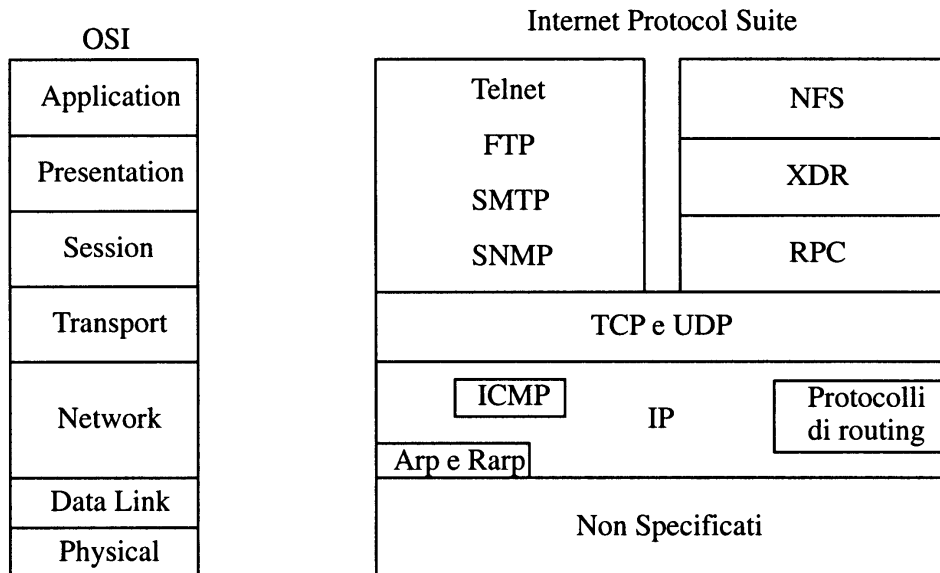 OSI
Application
Presentation
Session
Transport
Network
Data Link
Physical
Internet Protocol Suite
Telnet
FTP
SMTP
SNMP
NFS
XDR
RPC
TCP e UDP
ICMP
IP
Protocolli
di routing
Arp e Rarp
Non Specificati